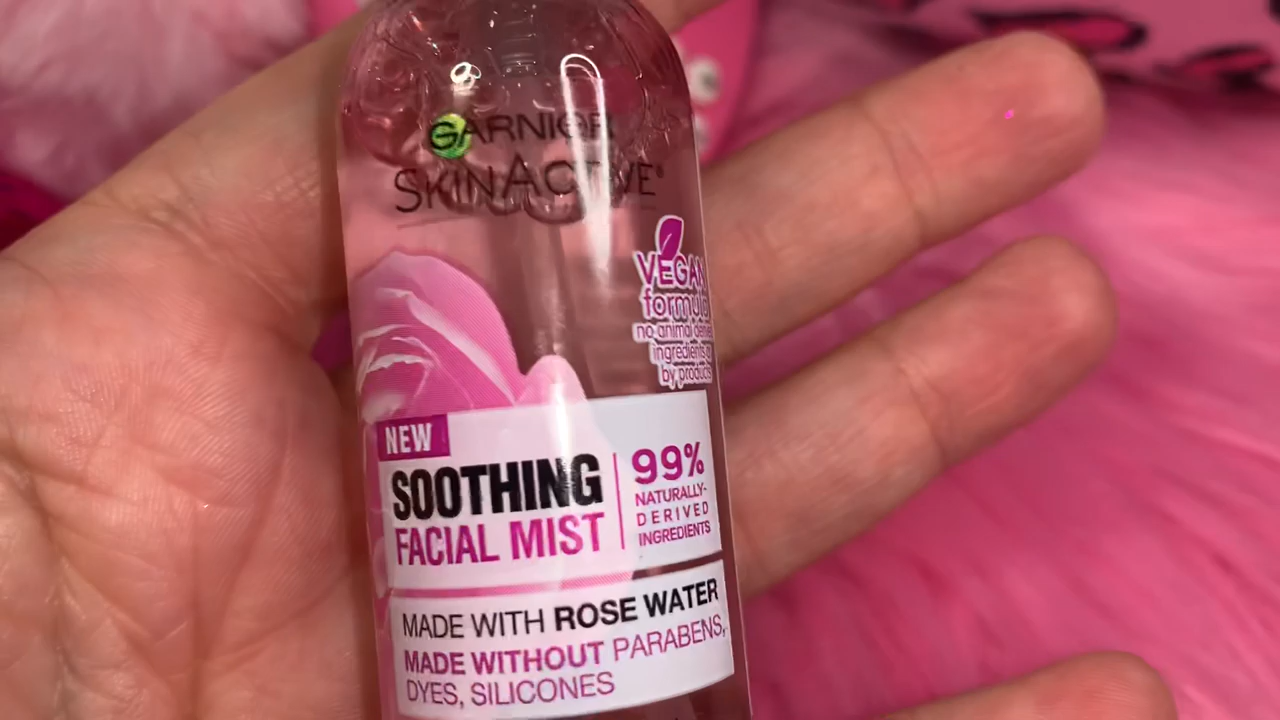 GARNIER
SKINACTIVE®
VEGAN
formula
no animal derived
ingredients or
by products
NEW
SOOTHING
FACIAL MIST
99%
NATURALLY-
DERIVED
INGREDIENTS
MADE WITH ROSE WATER
MADE WITHOUT PARABENS,
DYES, SILICONES